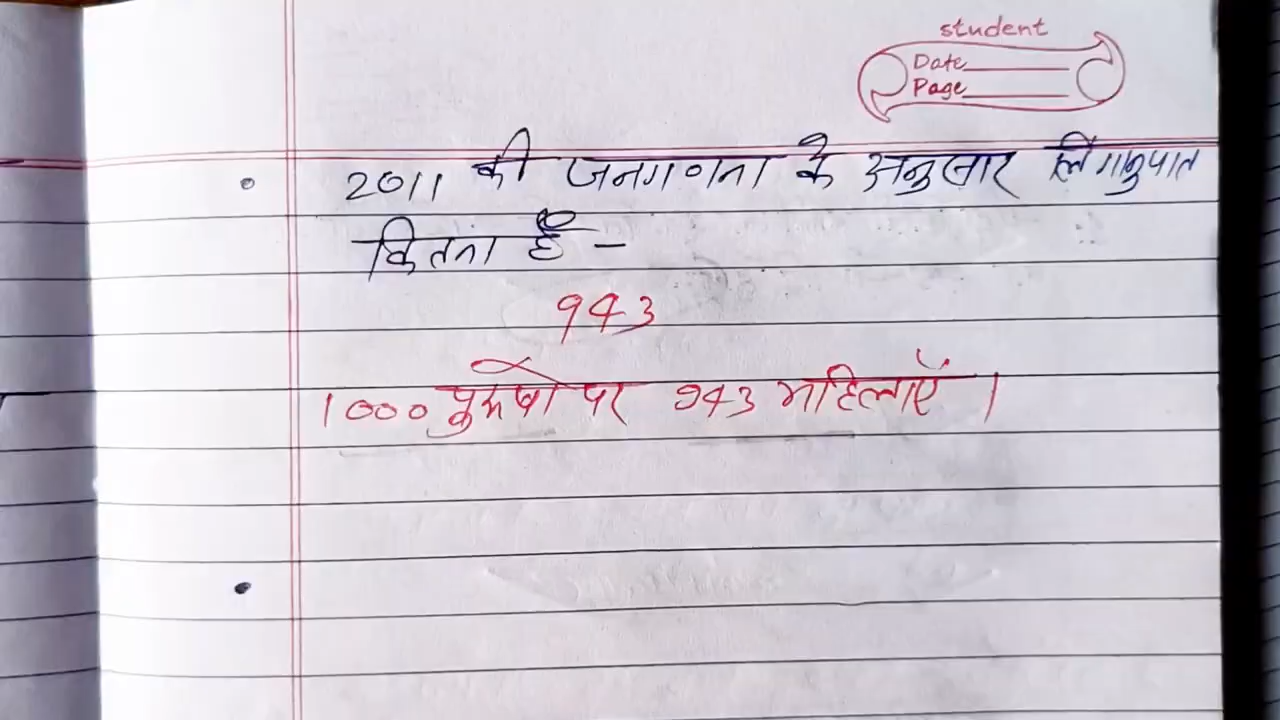 student
Date
Page
2011 की जनगणना के अनुसार लिंगानुपात
कितना है –
943
1000 पुरुषो पर 943 महिलाएँ ।